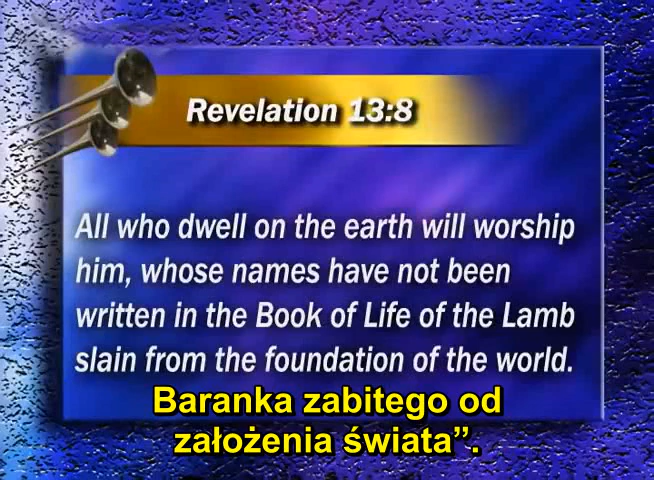 Revelation 13:8
All who dwell on the earth will worship
him, whose names have not been
written in the Book of Life of the Lamb
slain from the foundation of the world.
Baranka zabitego od
założenia świata”.